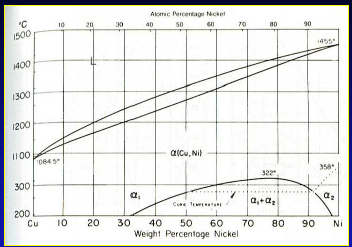 Atomic Percentage Nickel
°C 10 20 30 40 50 60 70 80 90
1500
1455°
1400
L
1300
1200
1100
1084.5°
α(Cu,Ni)
358°
322°
300
α₁ α₁+α₂ α₂
CURIE TEMPERATURE
200
Cu 10 20 30 40 50 60 70 80 90 Ni
Weight Percentage Nickel